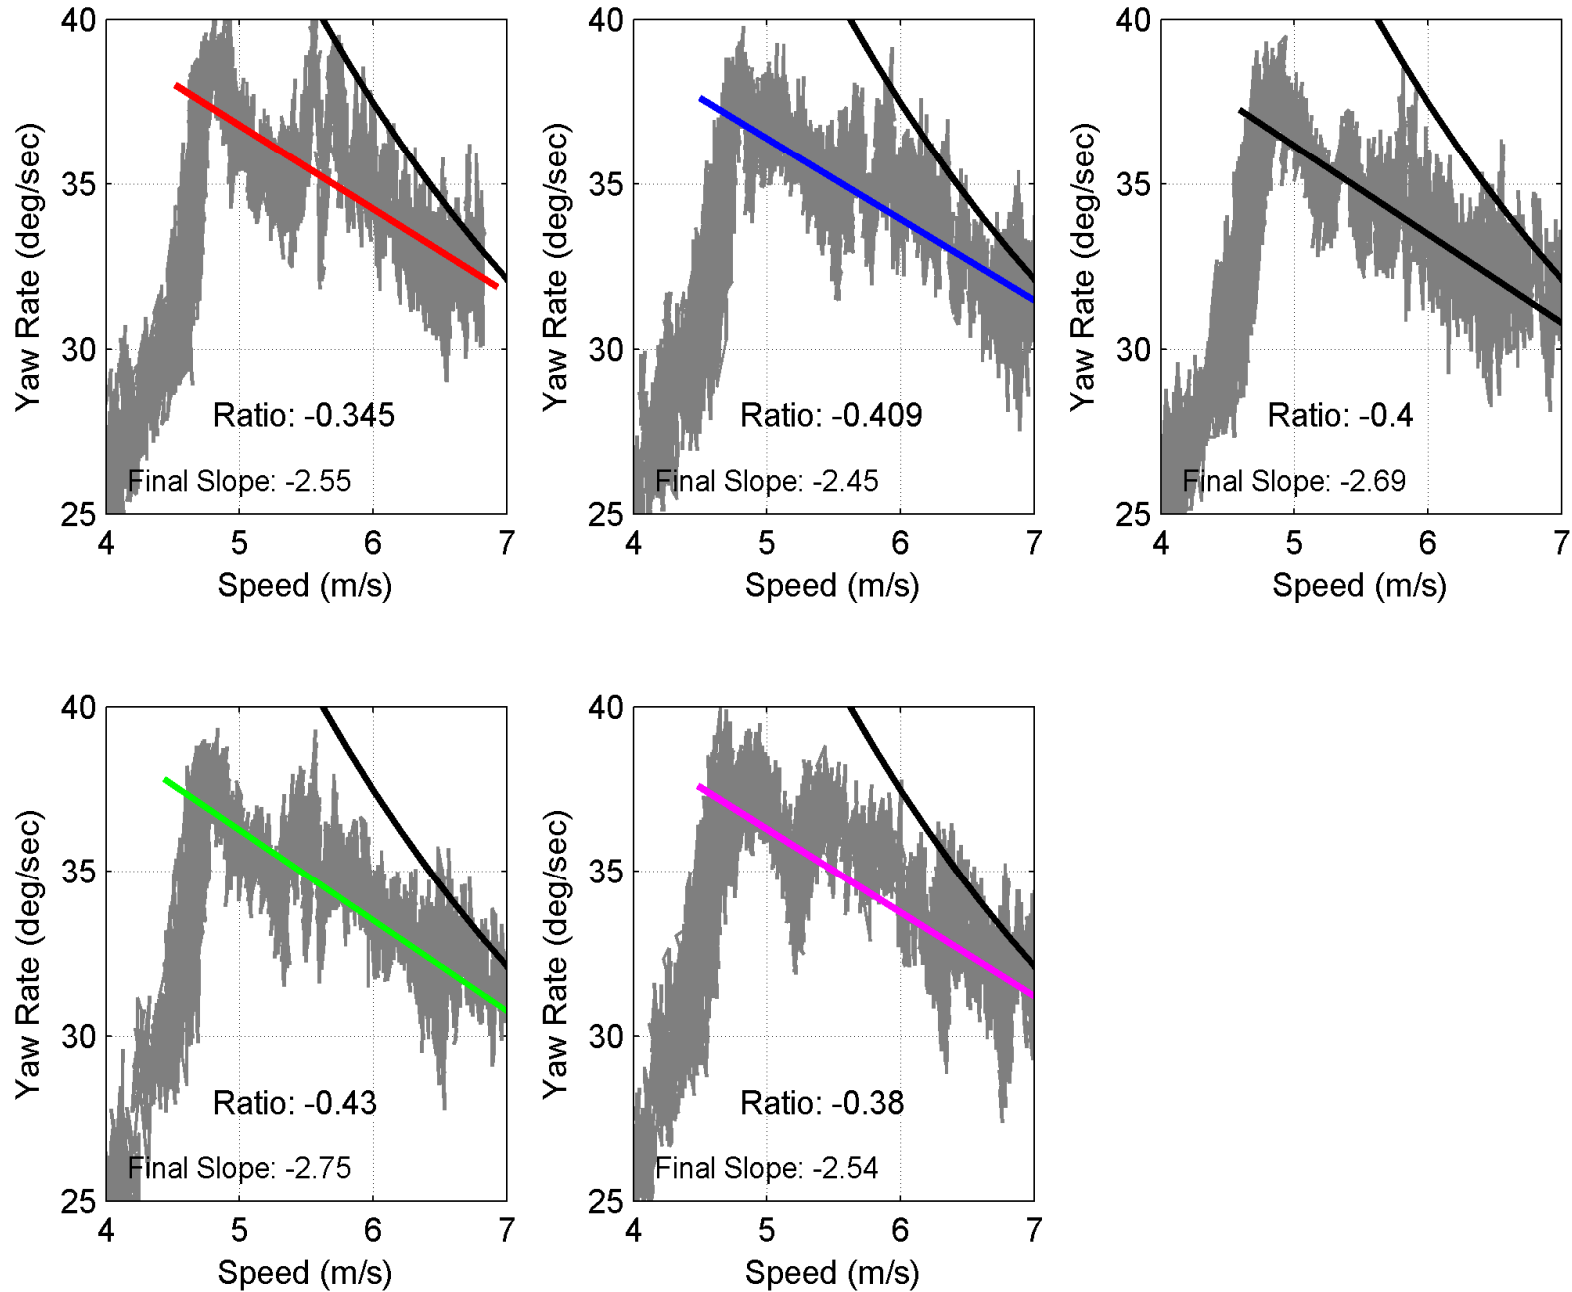 40
35
30
25
4 5 6 7
Yaw Rate (deg/sec)
Speed (m/s)
Ratio: -0.345
Final Slope: -2.55
40
35
30
25
4 5 6 7
Yaw Rate (deg/sec)
Speed (m/s)
Ratio: -0.409
Final Slope: -2.45
40
35
30
25
4 5 6 7
Yaw Rate (deg/sec)
Speed (m/s)
Ratio: -0.4
Final Slope: -2.69
40
35
30
25
4 5 6 7
Yaw Rate (deg/sec)
Speed (m/s)
Ratio: -0.43
Final Slope: -2.75
40
35
30
25
4 5 6 7
Yaw Rate (deg/sec)
Speed (m/s)
Ratio: -0.38
Final Slope: -2.54